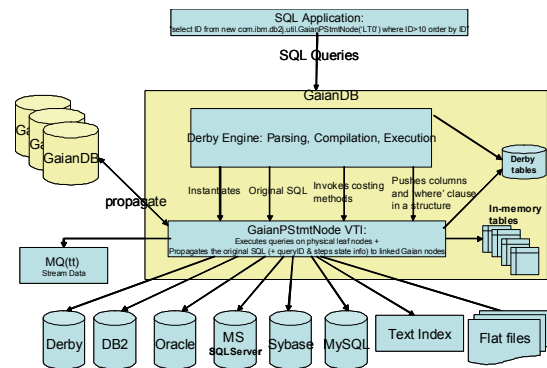 SQL Application:
"select ID from new com.ibm.db2j.util.GaianPStmtNode('LT0') where ID>10 order by ID"
SQL Queries
GaianDB
Derby Engine: Parsing, Compilation, Execution
GaianDB
Derby
tables
Instantiates
Original SQL
Invokes costing
methods
Pushes columns
and 'where' clause
in a structure
propagate
In-memory
tables
GaianPStmtNode VTI:
Executes queries on physical leaf nodes +
Propagates the original SQL (+ queryID & steps state info) to linked Gaian nodes
MQ(tt)
Stream Data
Derby
DB2
Oracle
MS
SQLServer
Sybase
MySQL
Text Index
Flat files